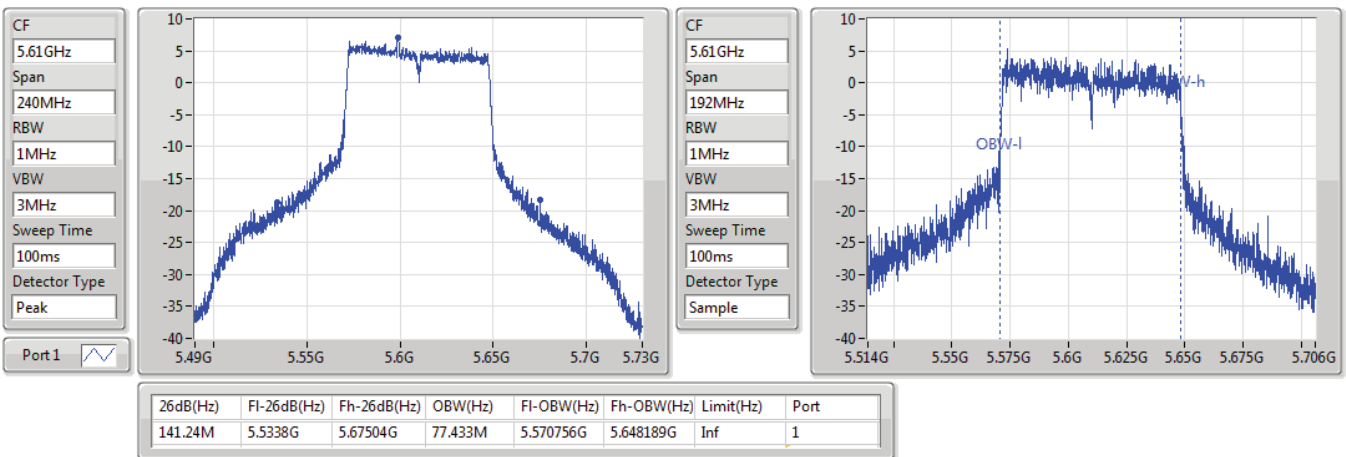 CF
5.61GHz
Span
240MHz
RBW
1MHz
VBW
3MHz
Sweep Time
100ms
Detector Type
Peak
Port 1
10
5
0
-5
-10
-15
-20
-25
-30
-35
-40
5.49G 5.55G 5.6G 5.65G 5.7G 5.73G
CF
5.61GHz
Span
192MHz
RBW
1MHz
VBW
3MHz
Sweep Time
100ms
Detector Type
Sample
10
5
0
-5
-10
-15
-20
-25
-30
-35
-40
OBW-l
W-h
5.514G 5.55G 5.575G 5.6G 5.625G 5.65G 5.675G 5.706G
26dB(Hz) Fl-26dB(Hz) Fh-26dB(Hz) OBW(Hz) Fl-OBW(Hz) Fh-OBW(Hz) Limit(Hz) Port
141.24M 5.5338G 5.67504G 77.433M 5.570756G 5.648189G Inf 1